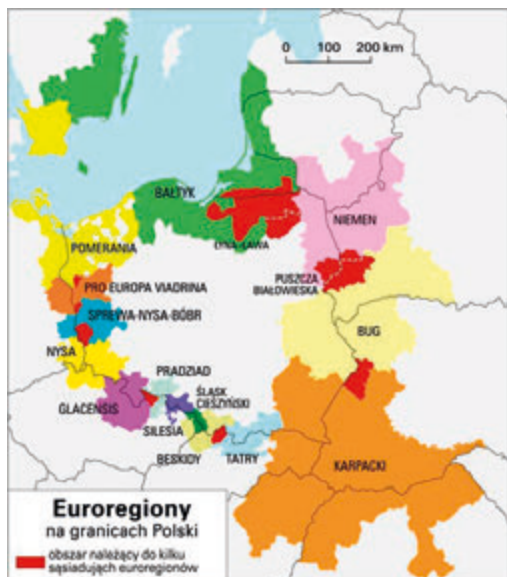 0 100 200 km
BAŁTYK
NIEMEN
ŁYNA-ŁAWA
POMERANIA
PUSZCZA
BIAŁOWIESKA
PRO EUROPA VIADRINA
SPREWA-NYSA-BÓBR
BUG
NYSA
PRADZIAD
ŚLĄSK
CIESZYŃSKI
GLACENSIS
SILESIA
BESKIDY
TATRY
KARPACKI
Euroregiony
na granicach Polski
obszar należący do kilku
sąsiadujących euroregionów